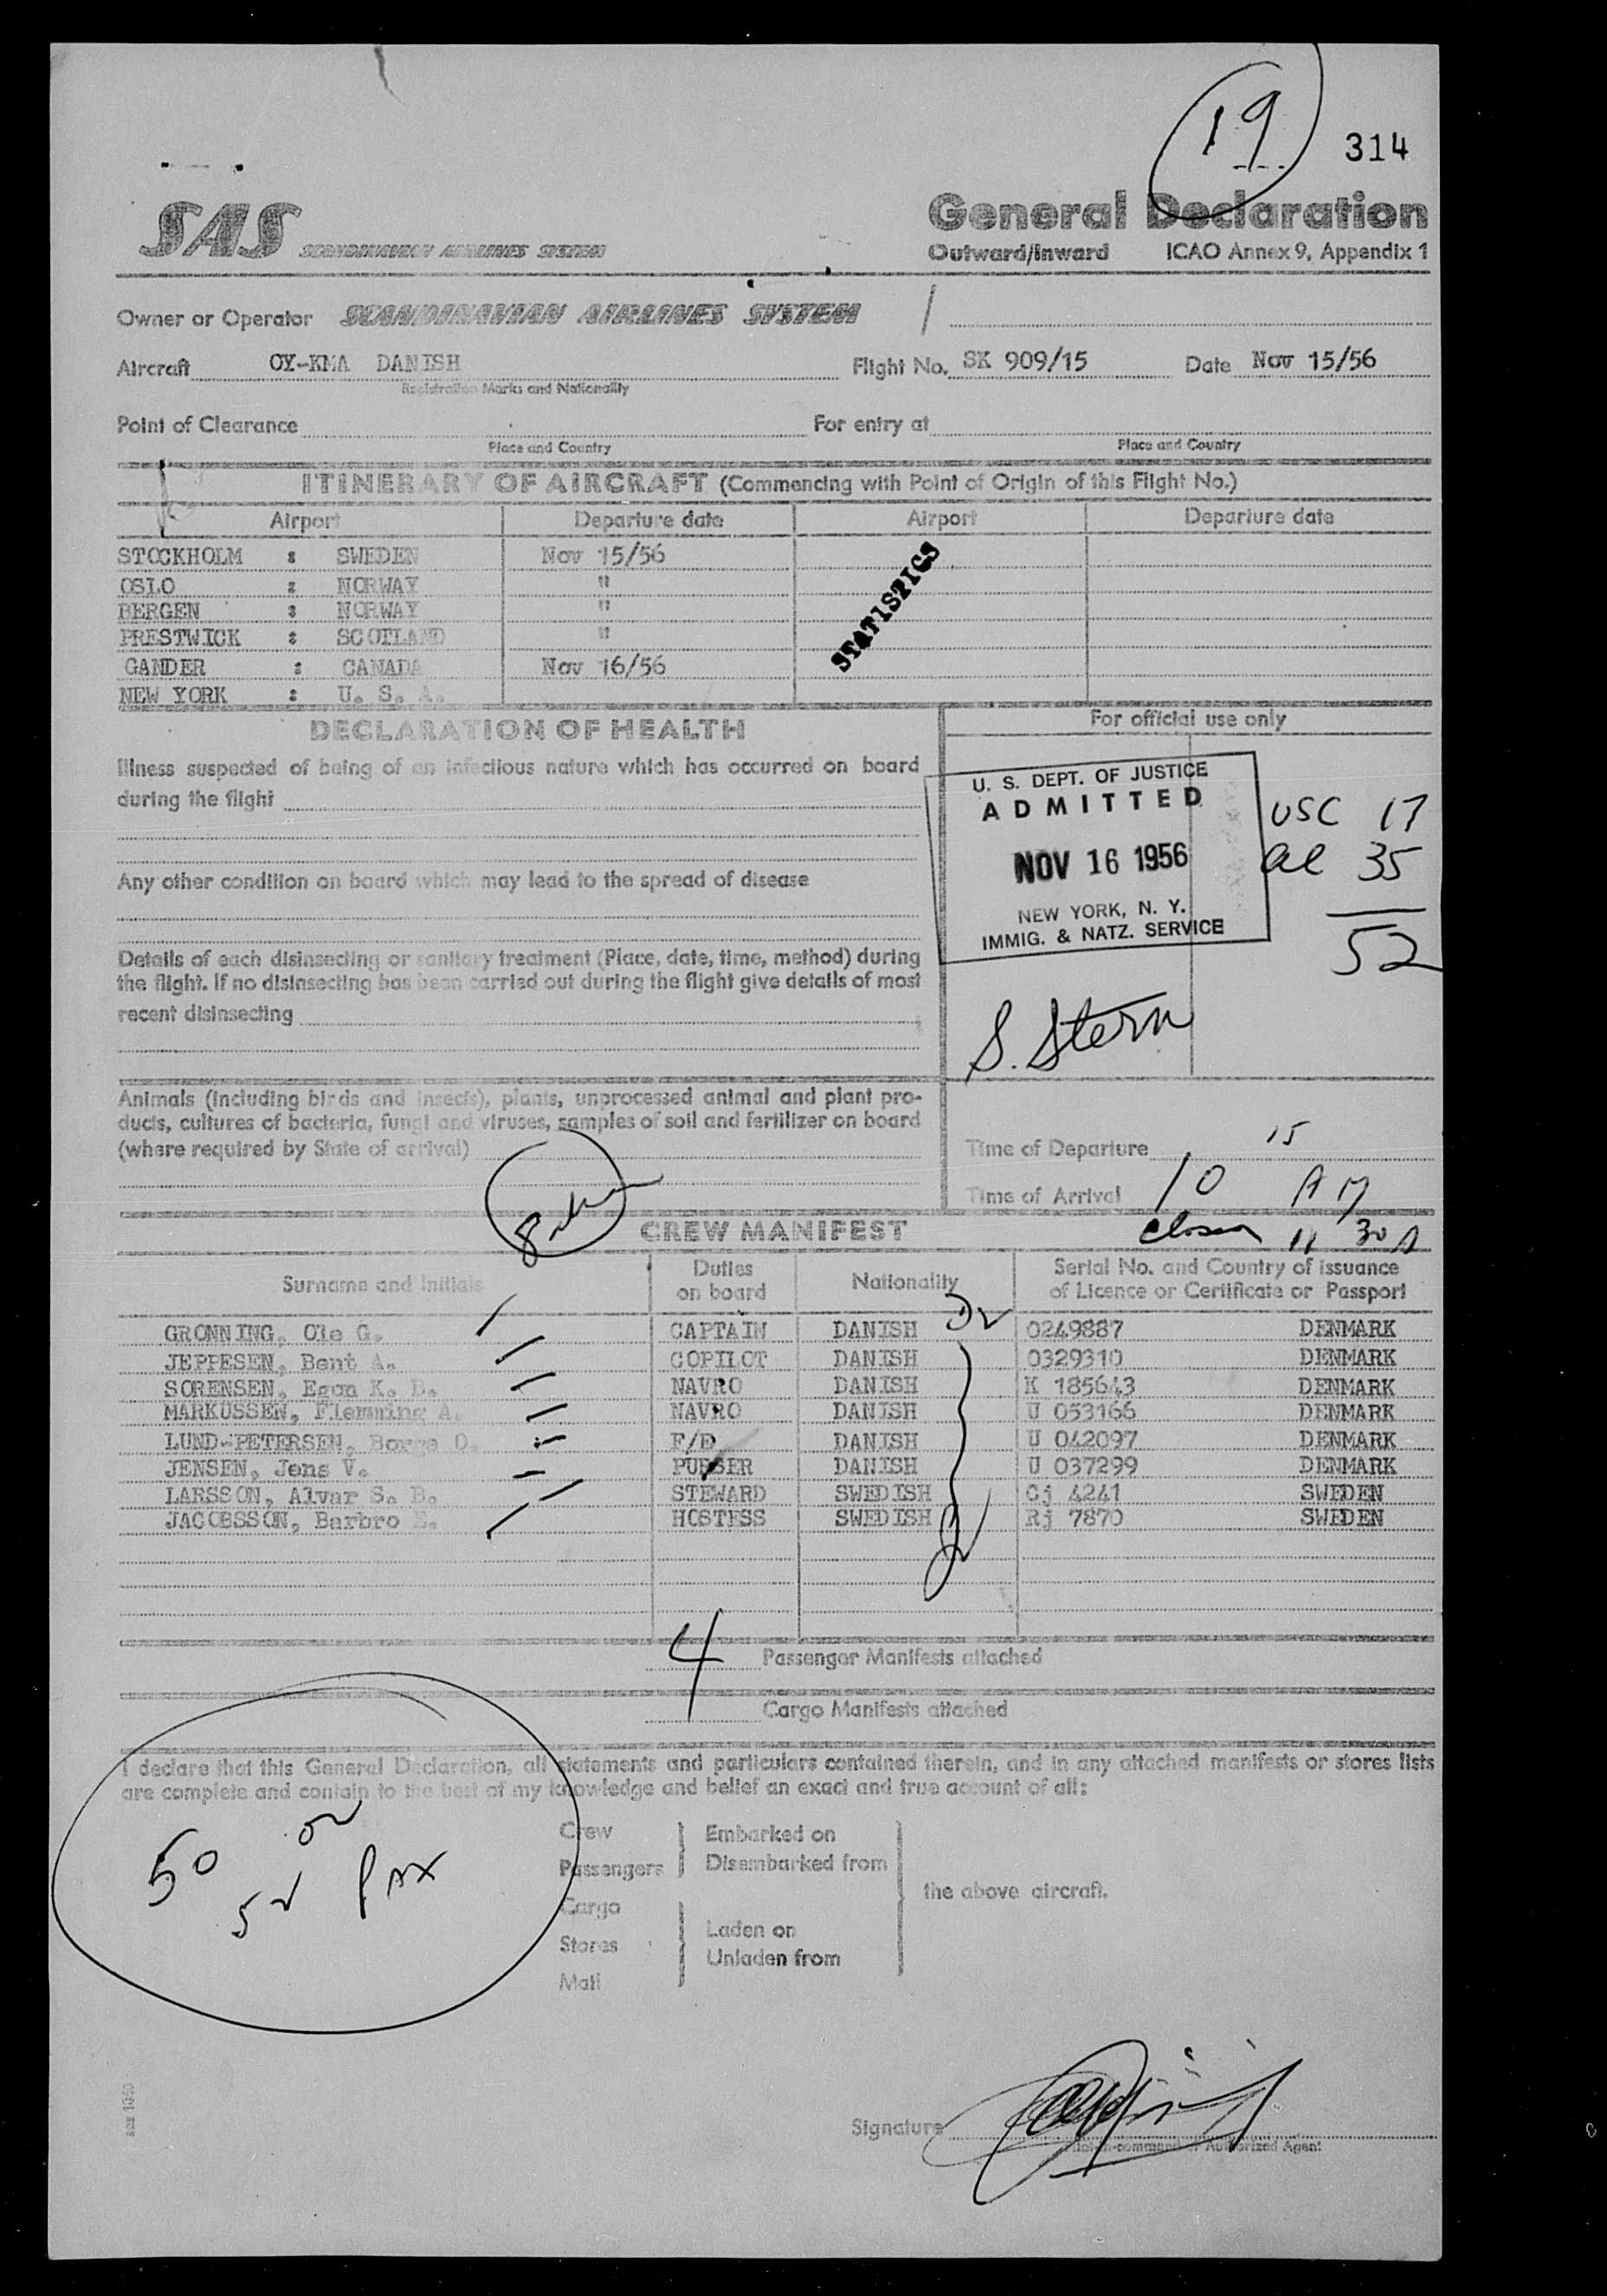 19
314
SAS SCANDINAVIAN AIRLINES SYSTEM
General Declaration
Outward/Inward ICAO Annex 9, Appendix 1
Owner or Operator SCANDINAVIAN AIRLINES SYSTEM /
Aircraft OY-KMA DANISH Flight No. SK 909/15 Date Nov 15/56
Registration Marks and Nationality
Point of Clearance For entry at
Place and Country Place and Country
ITINERARY OF AIRCRAFT (Commencing with Point of Origin of this Flight No.)
Airport Departure date Airport Departure date
STOCKHOLM : SWEDEN Nov 15/56
OSLO : NORWAY "
BERGEN : NORWAY "
PRESTWICK : SCOTLAND "
GANDER : CANADA Nov 16/56
NEW YORK : U. S. A.
STATISTICS
DECLARATION OF HEALTH
Illness suspected of being of an infectious nature which has occurred on board
during the flight
Any other condition on board which may lead to the spread of disease
Details of each disinsecting or sanitary treatment (Place, date, time, method) during
the flight. If no disinsecting has been carried out during the flight give details of most
recent disinsecting
Animals (including birds and insects), plants, unprocessed animal and plant pro-
ducts, cultures of bacteria, fungi and viruses, samples of soil and fertilizer on board
(where required by State of arrival)
For official use only
U. S. DEPT. OF JUSTICE
ADMITTED
NOV 16 1956
NEW YORK, N. Y.
IMMIG. & NATZ. SERVICE
USC 17
al 35
52
S. Stern
Time of Departure 15
Time of Arrival 10 AM
11 30 A
CREW MANIFEST
Surname and initials Duties on board Nationality Serial No. and Country of issuance of Licence or Certificate or Passport
GRONNING, Ole G. CAPTAIN DANISH 0249887 DENMARK
JEPPESEN, Bent A. COPILOT DANISH 0329310 DENMARK
SORENSEN, Egon K. D. NAVRO DANISH K 185643 DENMARK
MARKUSSEN, Flemming A. NAVRO DANISH U 053166 DENMARK
LUND-PETERSEN, Borge D. F/E DANISH U 042097 DENMARK
JENSEN, Jens V. PURSER DANISH U 037299 DENMARK
LARSSON, Alvar S. B. STEWARD SWEDISH Cj 4241 SWEDEN
JACOBSSON, Barbro E. HOSTESS SWEDISH Rj 7870 SWEDEN
4 Passenger Manifests attached
Cargo Manifests attached
I declare that this General Declaration, all statements and particulars contained therein, and in any attached manifests or stores lists
are complete and contain to the best of my knowledge and belief an exact and true account of all:
Crew
Passengers
Cargo
Stores
Mail
Embarked on
Disembarked from
Laden on
Unladen from
the above aircraft.
50 or
52 Pax
Signature
Pilot-in-command or Authorized Agent
sas 1080